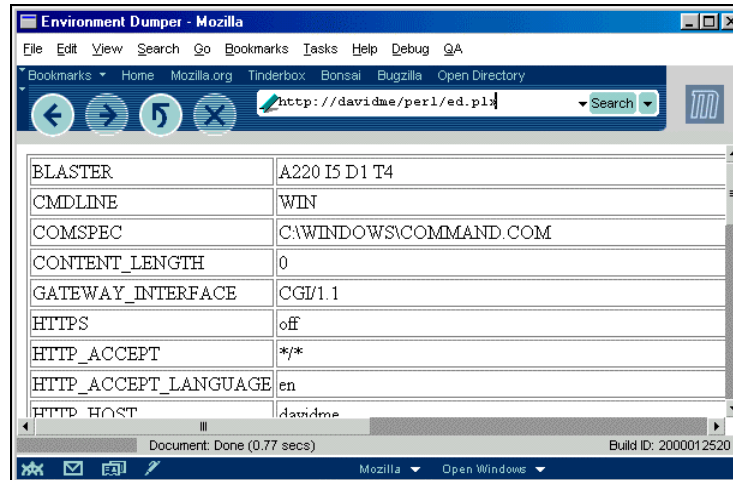 Environment Dumper - Mozilla
File Edit View Search Go Bookmarks Tasks Help Debug QA
Bookmarks Home Mozilla.org Tinderbox Bonsai Bugzilla Open Directory
http://davidme/perl/ed.plx Search
BLASTER A220 I5 D1 T4
CMDLINE WIN
COMSPEC C:\WINDOWS\COMMAND.COM
CONTENT_LENGTH 0
GATEWAY_INTERFACE CGI/1.1
HTTPS off
HTTP_ACCEPT */*
HTTP_ACCEPT_LANGUAGE en
HTTP_HOST davidme
Document: Done (0.77 secs) Build ID: 2000012520
Mozilla Open Windows